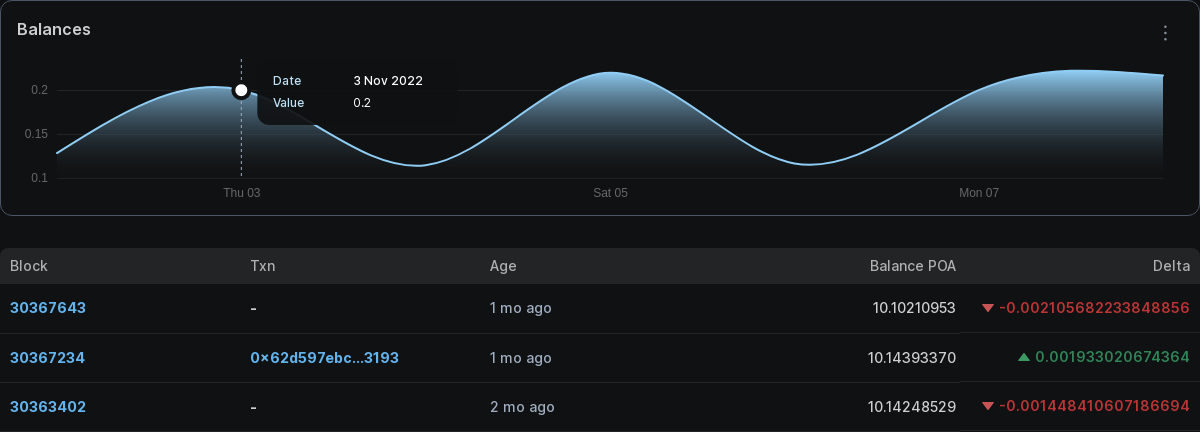 Balances
Date 3 Nov 2022
Value 0.2
0.2
0.15
0.1
Thu 03 Sat 05 Mon 07
Block Txn Age Balance POA Delta
30367643 - 1 mo ago 10.10210953 -0.002105682233848856
30367234 0x62d597ebc...3193 1 mo ago 10.14393370 0.001933020674364
30363402 - 2 mo ago 10.14248529 -0.001448410607186694